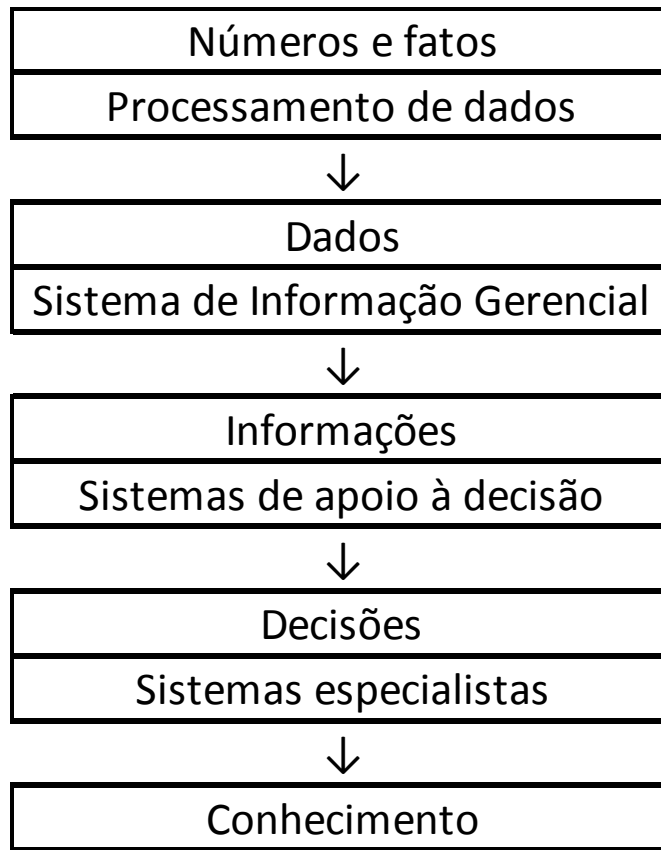 Números e fatos
Processamento de dados
↓
Dados
Sistema de Informação Gerencial
↓
Informações
Sistemas de apoio à decisão
↓
Decisões
Sistemas especialistas
↓
Conhecimento